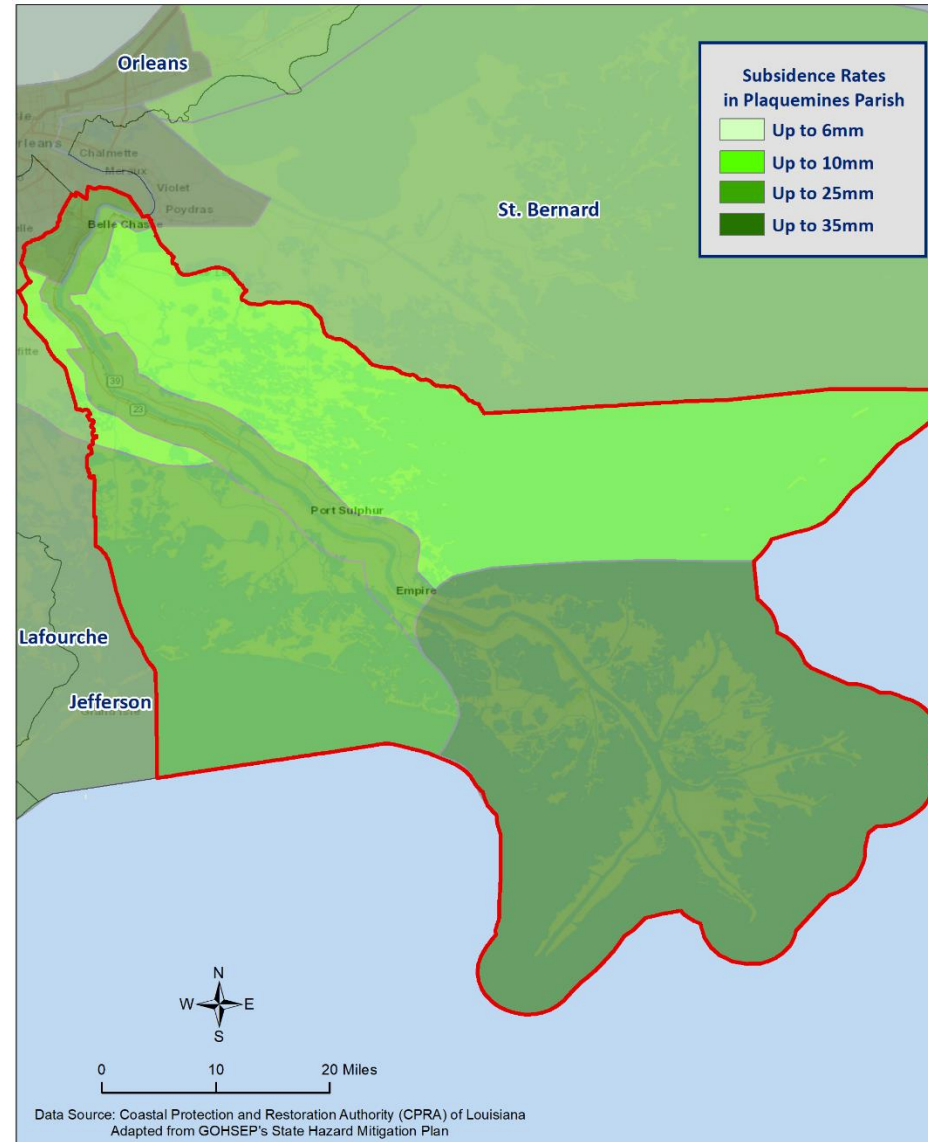 Orleans
Subsidence Rates
in Plaquemines Parish
Up to 6mm
Up to 10mm
Up to 25mm
Up to 35mm
Chalmette
Meraux
Violet
Poydras
St. Bernard
Belle Chasse
39
23
Port Sulphur
Empire
Lafourche
Jefferson
N
W
E
S
0 10 20 Miles
Data Source: Coastal Protection and Restoration Authority (CPRA) of Louisiana
Adapted from GOHSEP's State Hazard Mitigation Plan